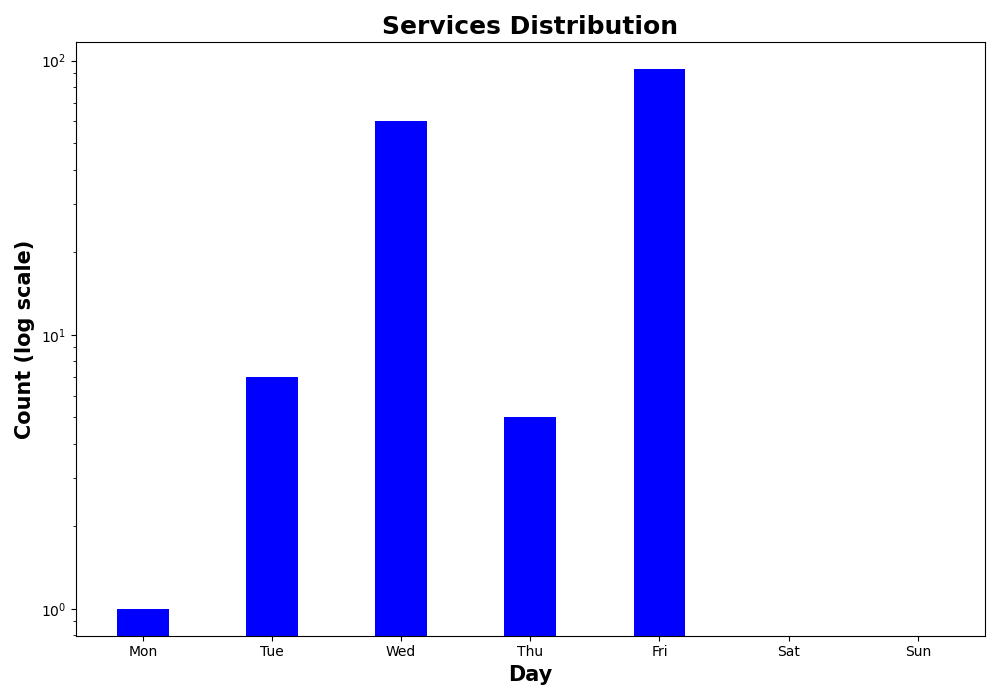 Services Distribution
Count (log scale)
10²
10¹
10⁰
Mon Tue Wed Thu Fri Sat Sun
Day